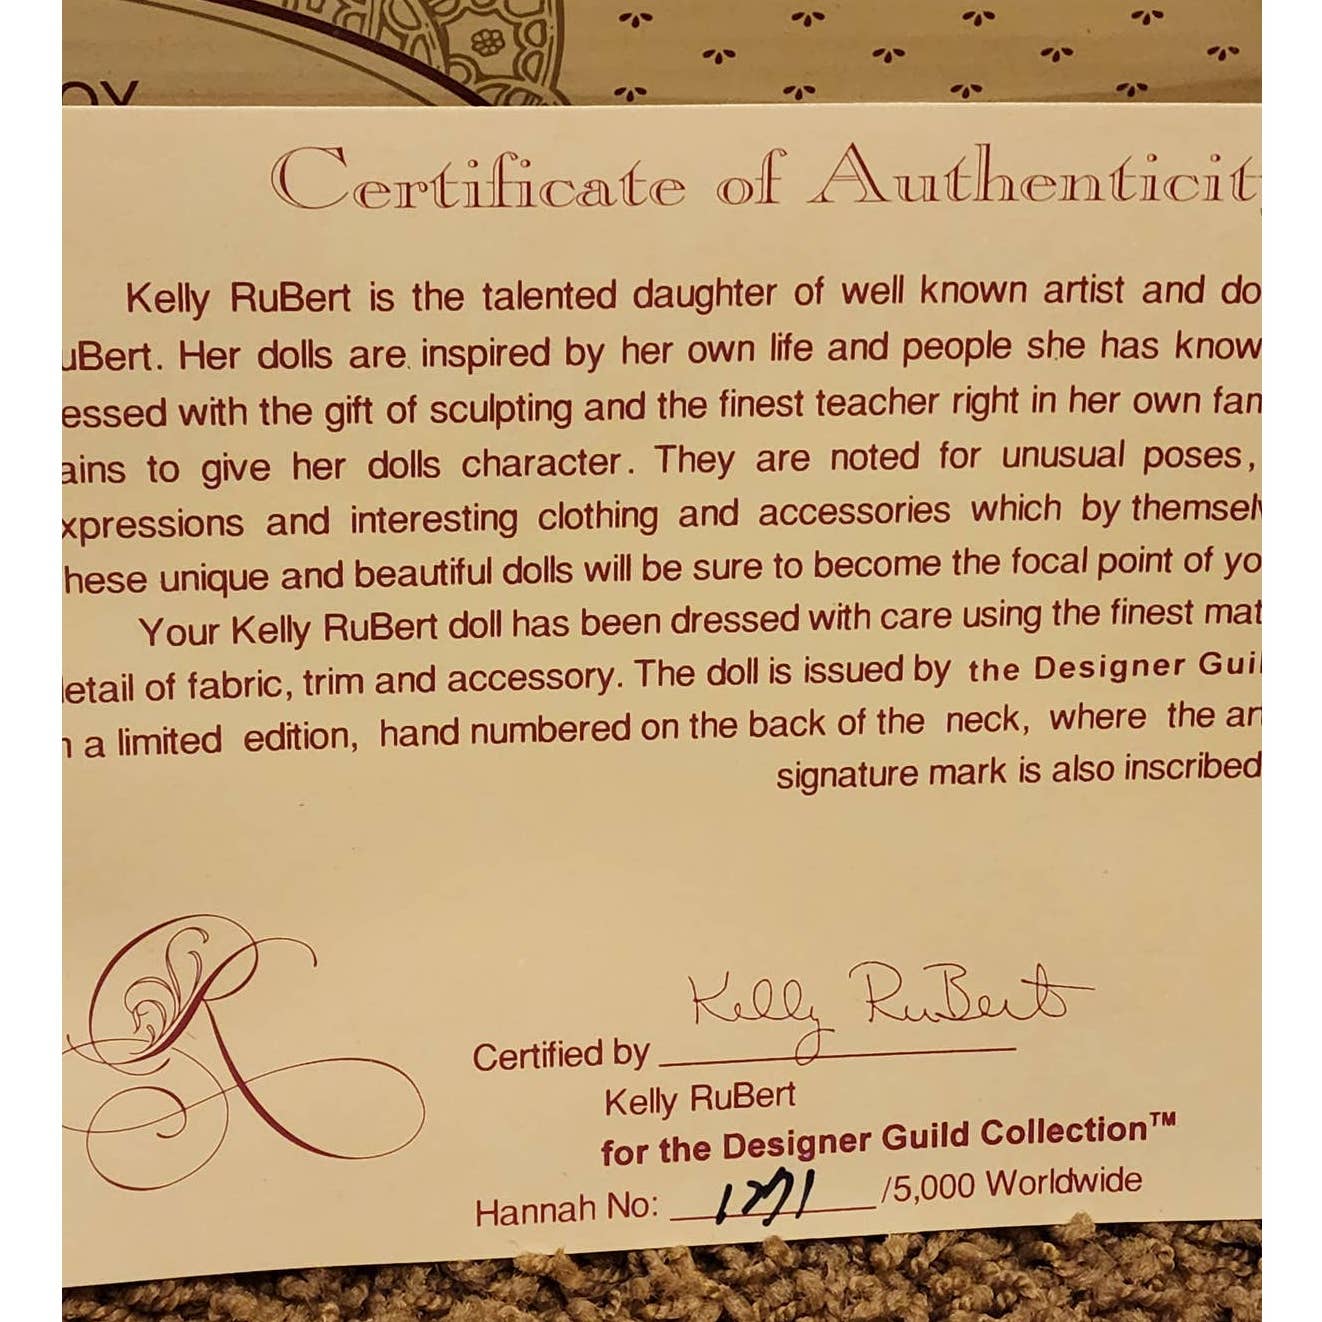 OY
Certificate of Authenticit
Kelly RuBert is the talented daughter of well known artist and do
uBert. Her dolls are inspired by her own life and people she has know
essed with the gift of sculpting and the finest teacher right in her own fam
ains to give her dolls character. They are noted for unusual poses,
xpressions and interesting clothing and accessories which by themselv
hese unique and beautiful dolls will be sure to become the focal point of yo
Your Kelly RuBert doll has been dressed with care using the finest mat
etail of fabric, trim and accessory. The doll is issued by the Designer Guil
n a limited edition, hand numbered on the back of the neck, where the ar
signature mark is also inscribed
R
Kelly RuBert
Certified by
Kelly RuBert
for the Designer Guild Collection™
Hannah No: /5,000 Worldwide